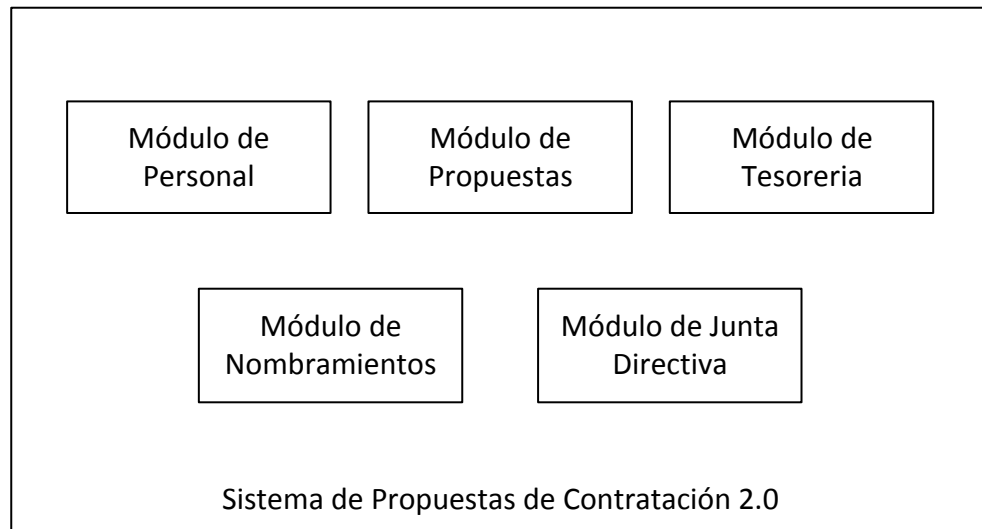 Módulo de
Personal
Módulo de
Propuestas
Módulo de
Tesoreria
Módulo de
Nombramientos
Módulo de Junta
Directiva
Sistema de Propuestas de Contratación 2.0